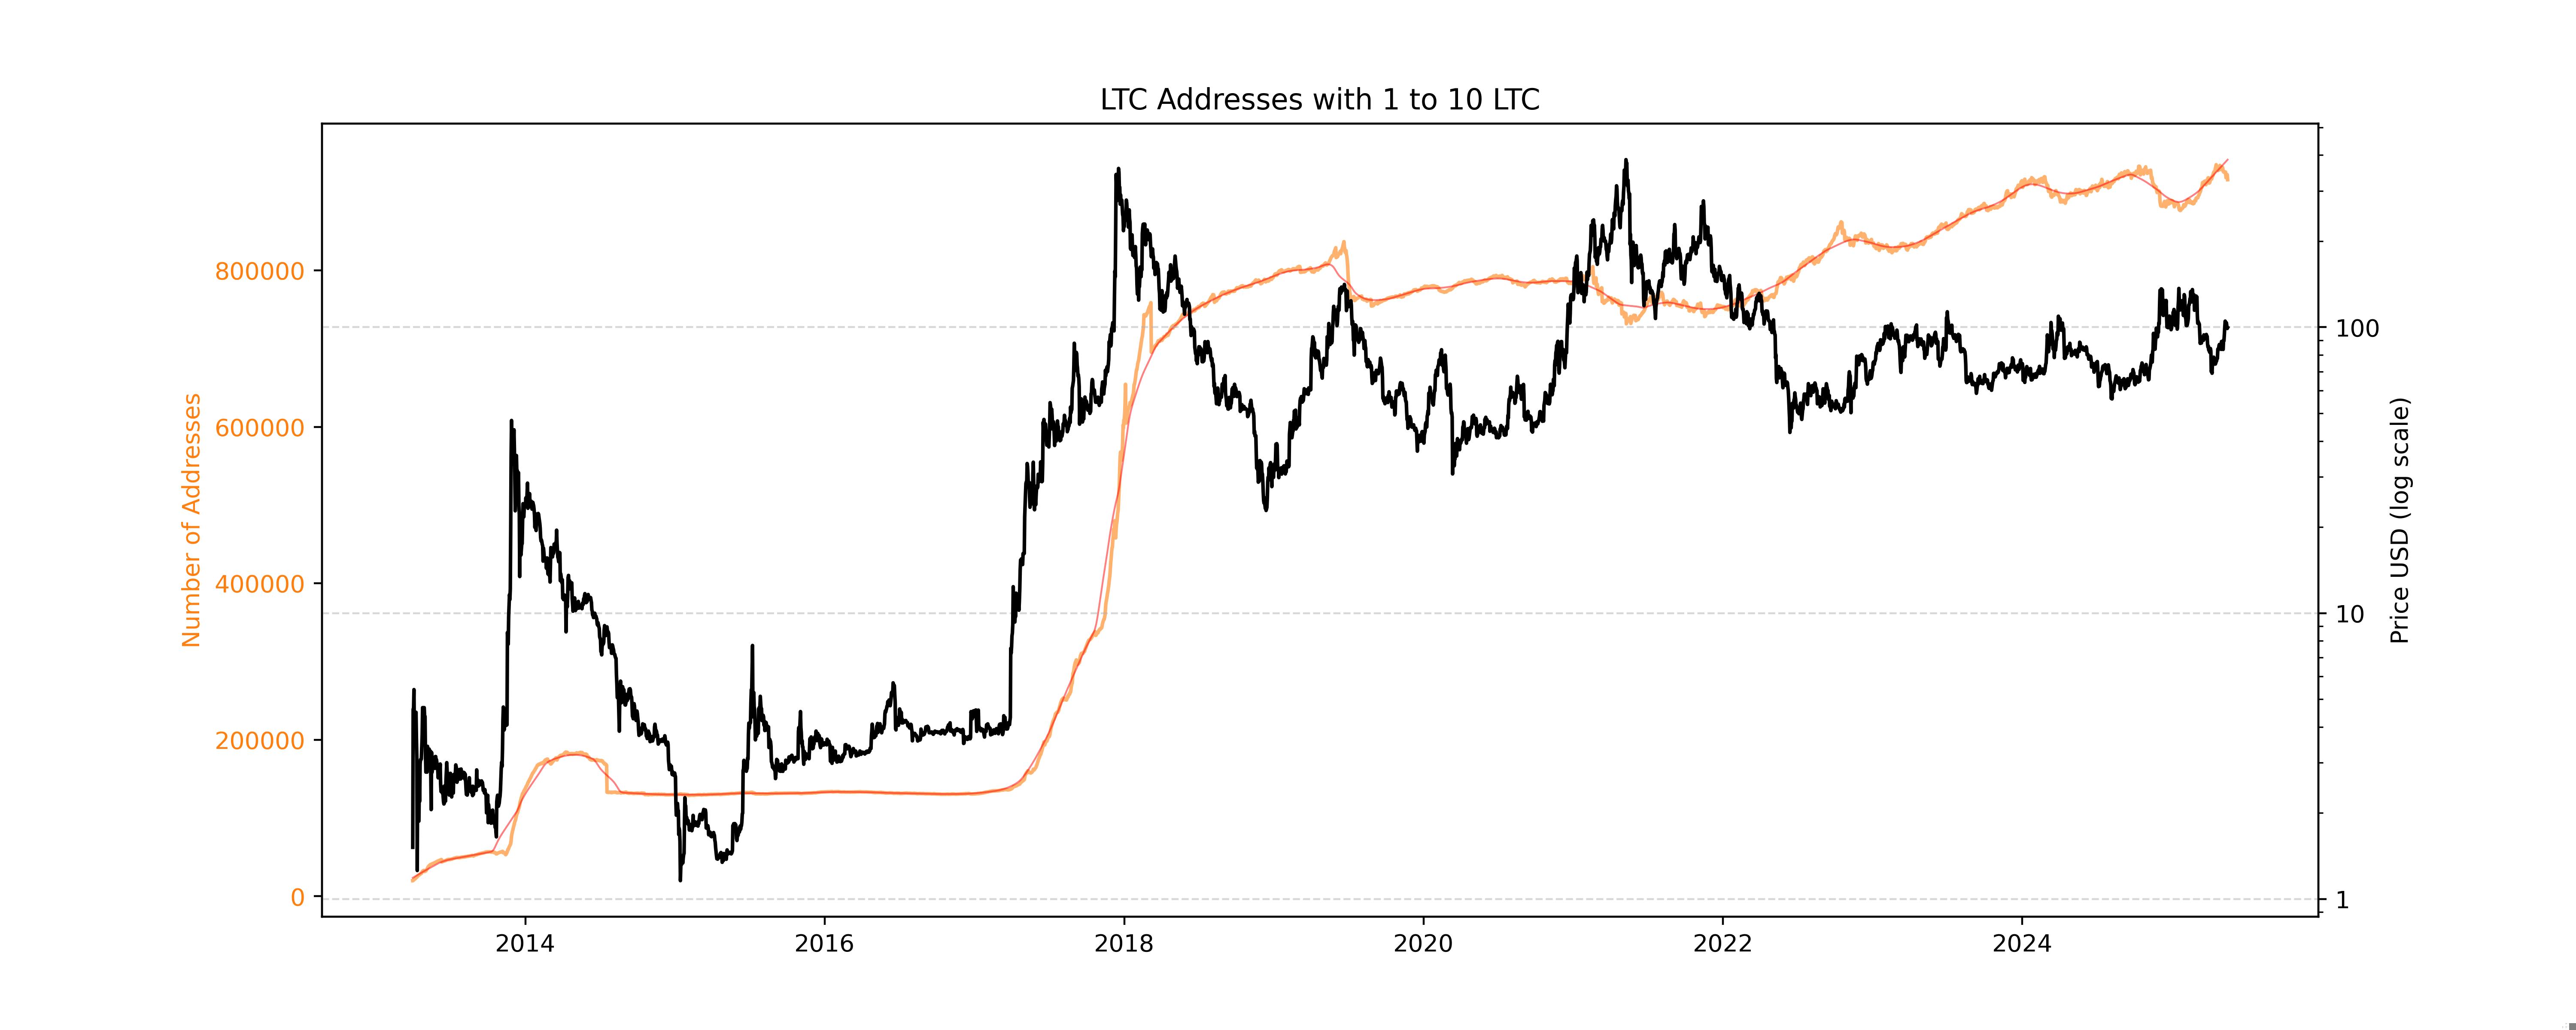 LTC Addresses with 1 to 10 LTC
Number of Addresses
800000
600000
400000
200000
0
100
10
1
Price USD (log scale)
2014 2016 2018 2020 2022 2024